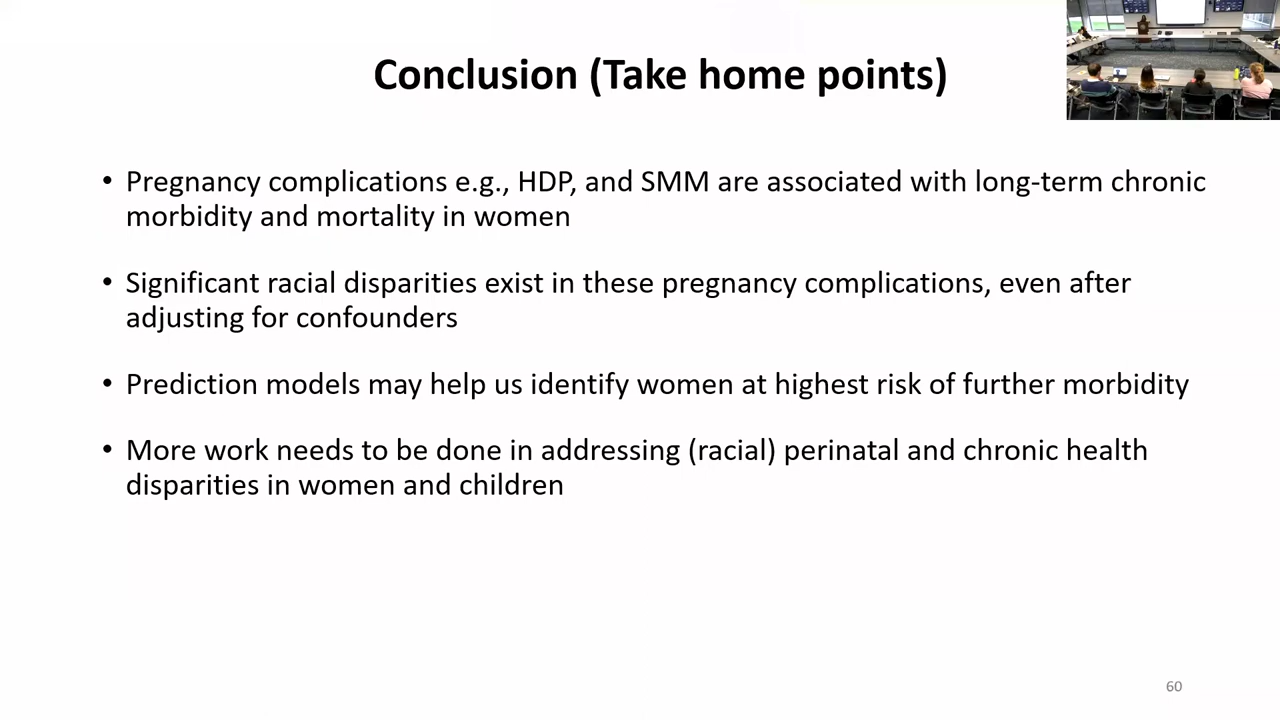 Conclusion (Take home points)
• Pregnancy complications e.g., HDP, and SMM are associated with long-term chronic
morbidity and mortality in women
• Significant racial disparities exist in these pregnancy complications, even after
adjusting for confounders
• Prediction models may help us identify women at highest risk of further morbidity
• More work needs to be done in addressing (racial) perinatal and chronic health
disparities in women and children
60